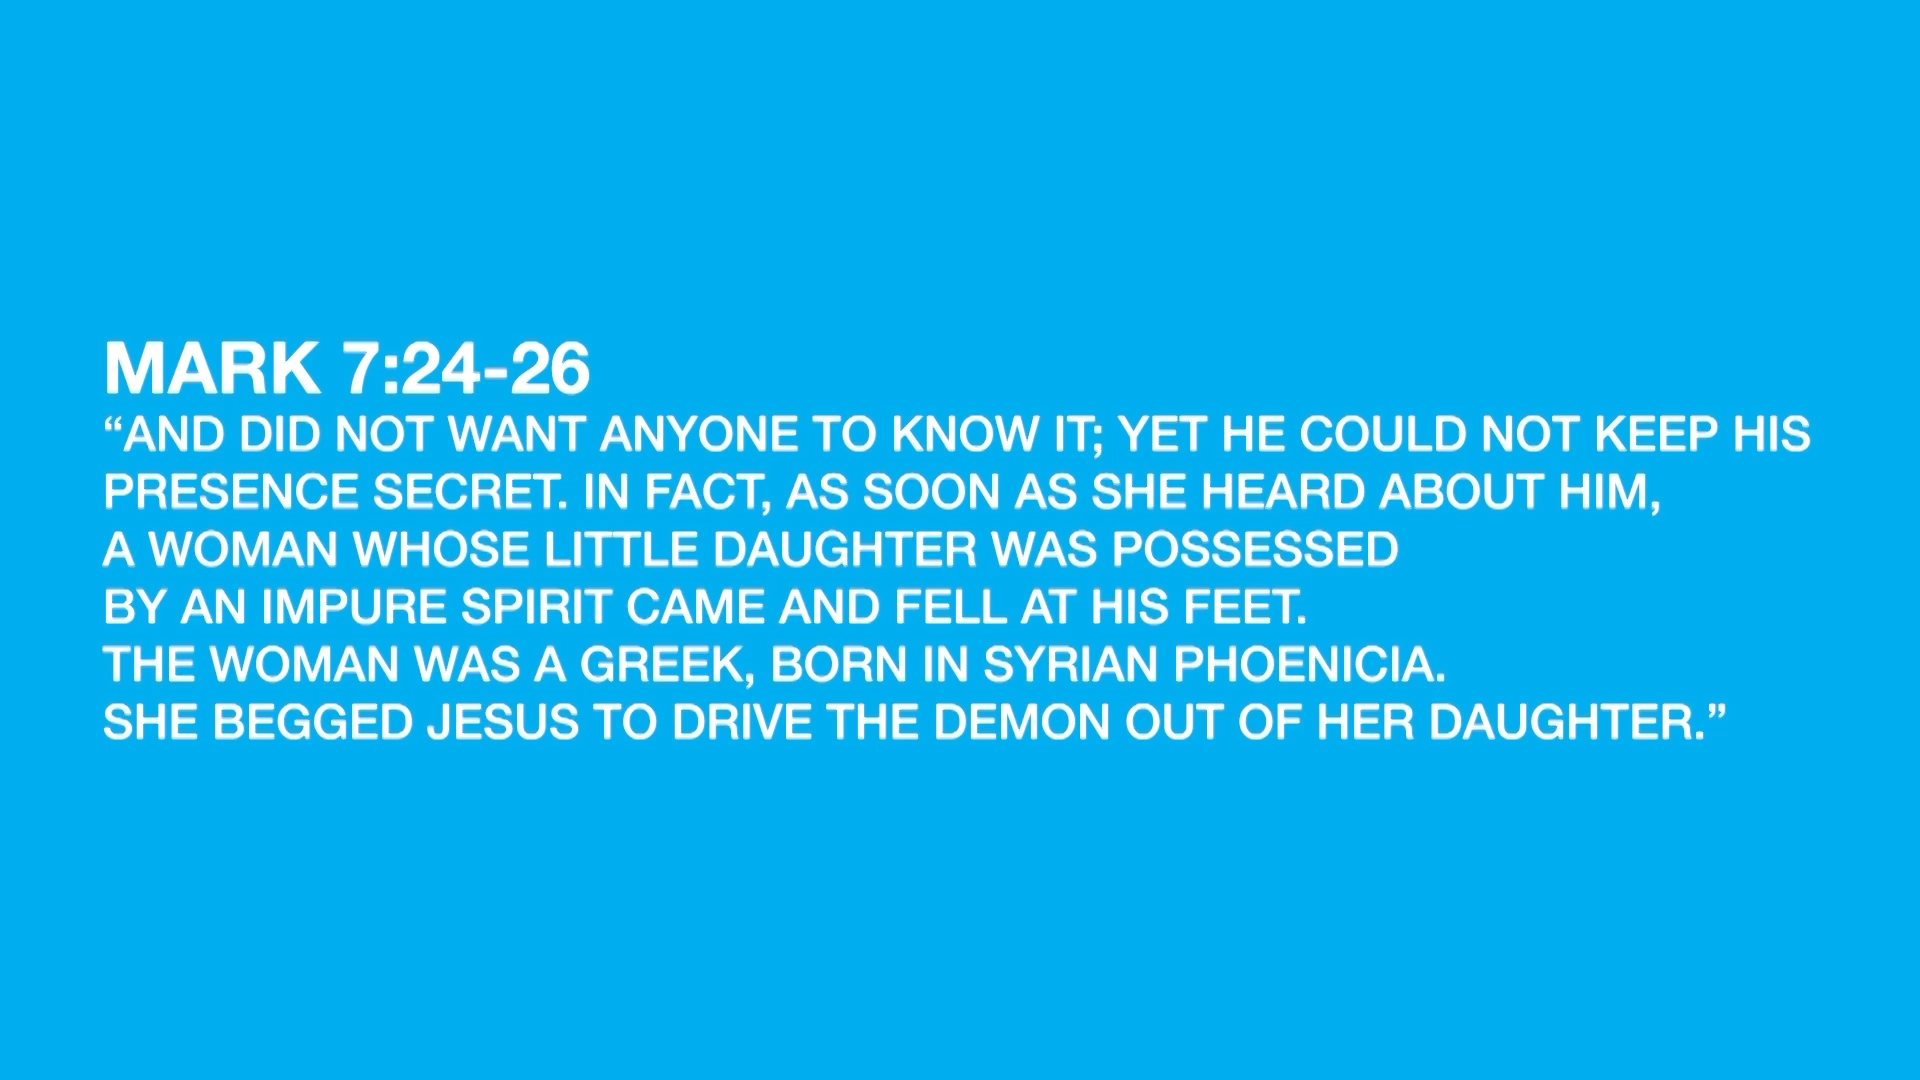 MARK 7:24-26
“AND DID NOT WANT ANYONE TO KNOW IT; YET HE COULD NOT KEEP HIS
PRESENCE SECRET. IN FACT, AS SOON AS SHE HEARD ABOUT HIM,
A WOMAN WHOSE LITTLE DAUGHTER WAS POSSESSED
BY AN IMPURE SPIRIT CAME AND FELL AT HIS FEET.
THE WOMAN WAS A GREEK, BORN IN SYRIAN PHOENICIA.
SHE BEGGED JESUS TO DRIVE THE DEMON OUT OF HER DAUGHTER.”